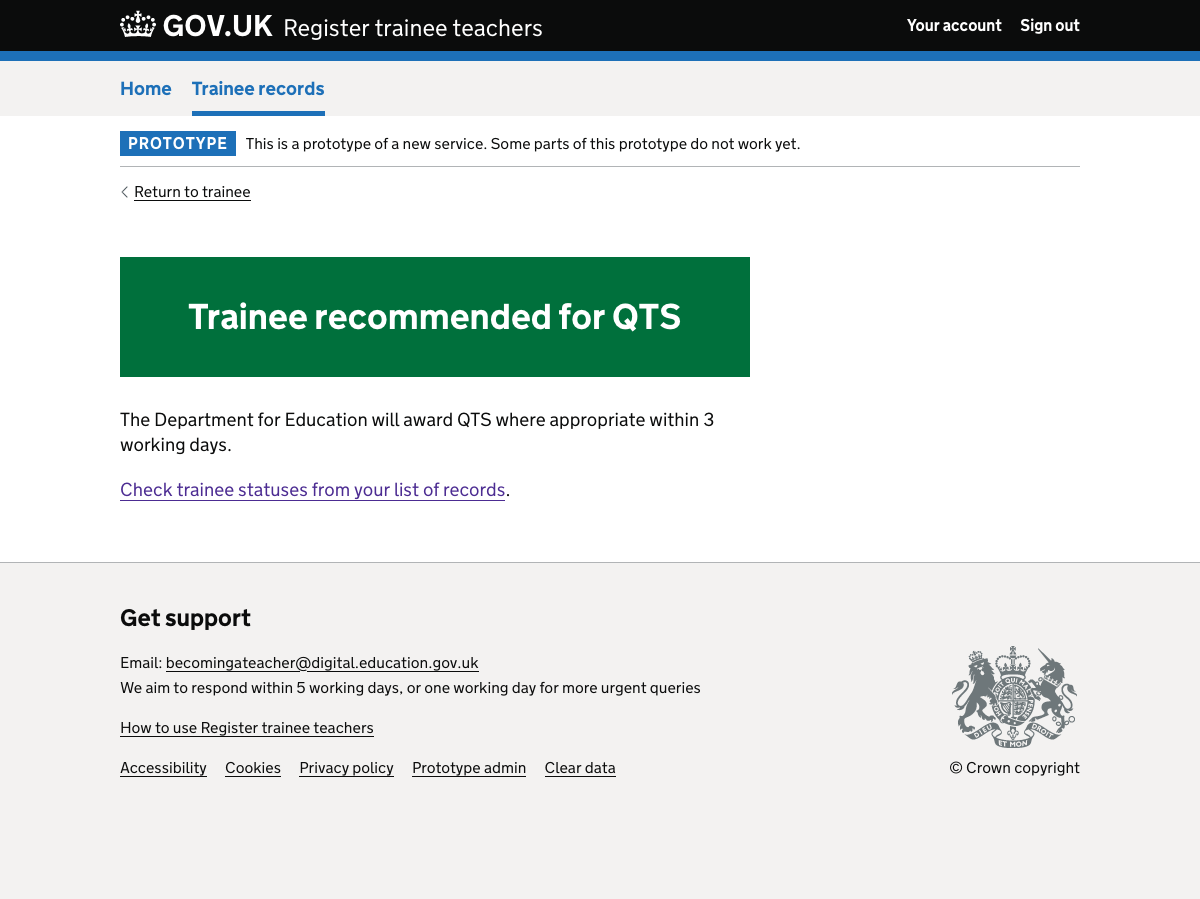 GOV.UK Register trainee teachers Your account Sign out
Home Trainee records
PROTOTYPE This is a prototype of a new service. Some parts of this prototype do not work yet.
Return to trainee
Trainee recommended for QTS
The Department for Education will award QTS where appropriate within 3
working days.
Check trainee statuses from your list of records.
Get support
Email: becomingateacher@digital.education.gov.uk
We aim to respond within 5 working days, or one working day for more urgent queries
How to use Register trainee teachers
DIEU ET MON DROIT
Accessibility Cookies Privacy policy Prototype admin Clear data
© Crown copyright